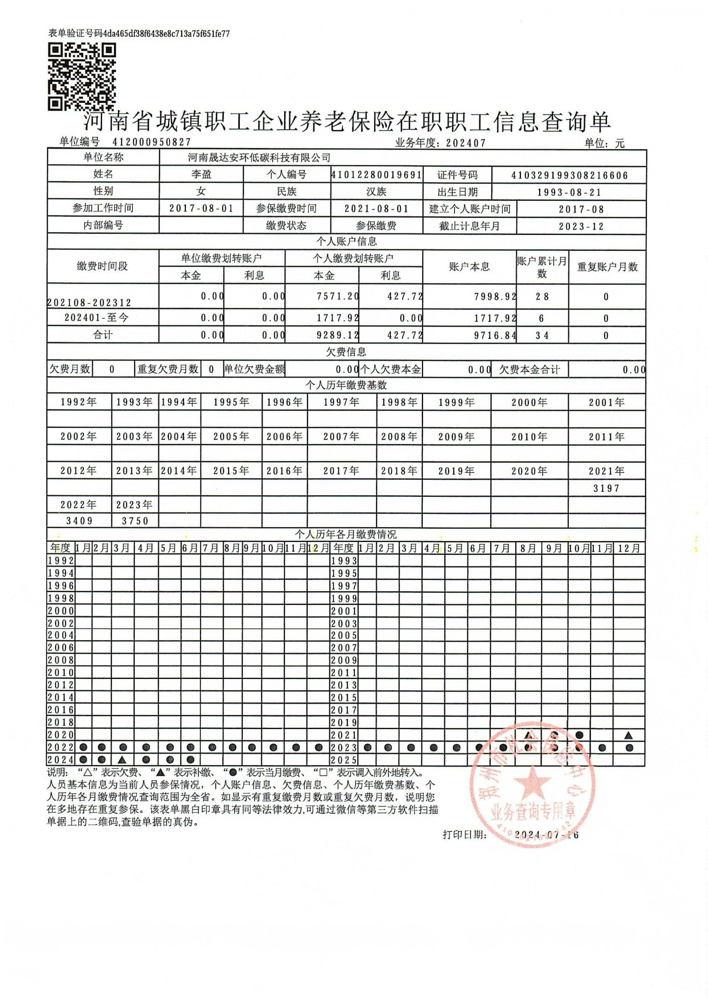 表单验证号码4da465df38f6438e8c713a75f651fe77
河南省城镇职工企业养老保险在职职工信息查询单
单位编号 412000950827 业务年度：202407 单位：元
单位名称 河南晟达安环低碳科技有限公司
姓名 李盈 个人编号 41012280019691 证件号码 410329199308216606
性别 女 民族 汉族 出生日期 1993-08-21
参加工作时间 2017-08-01 参保缴费时间 2021-08-01 建立个人账户时间 2017-08
内部编号 缴费状态 参保缴费 截止计息年月 2023-12
个人账户信息
缴费时间段 单位缴费划转账户 个人缴费划转账户 账户本息 账户累计月数 重复账户月数
本金 利息 本金 利息
202108-202312 0.00 0.00 7571.20 427.72 7998.92 28 0
202401-至今 0.00 0.00 1717.92 0.00 1717.92 6 0
合计 0.00 0.00 9289.12 427.72 9716.84 34 0
欠费信息
欠费月数 0 重复欠费月数 0 单位欠费金额 0.00 个人欠费本金 0.00 欠费本金合计 0.00
个人历年缴费基数
1992年 1993年 1994年 1995年 1996年 1997年 1998年 1999年 2000年 2001年
2002年 2003年 2004年 2005年 2006年 2007年 2008年 2009年 2010年 2011年
2012年 2013年 2014年 2015年 2016年 2017年 2018年 2019年 2020年 2021年
3197
2022年 2023年
3409 3750
个人历年各月缴费情况
年度 1月 2月 3月 4月 5月 6月 7月 8月 9月 10月 11月 12月 年度 1月 2月 3月 4月 5月 6月 7月 8月 9月 10月 11月 12月
1992 1993
1994 1995
1996 1997
1998 1999
2000 2001
2002 2003
2004 2005
2006 2007
2008 2009
2010 2011
2012 2013
2014 2015
2016 2017
2018 2019
2020 2021 ▲ ● ● ▲
2022 ● ● ● ● ● ● ● ● ● ● ● ● 2023 ● ● ● ● ● ● ● ● ● ● ● ●
2024 ● ● ▲ ● ● ● 2025
说明：“△”表示欠费、“▲”表示补缴、“●”表示当月缴费、“□”表示调入前外地转入。
人员基本信息为当前人员参保情况，个人账户信息、欠费信息、个人历年缴费基数、个
人历年各月缴费情况查询范围为全省。如显示有重复缴费月数或重复欠费月数，说明您
在多地存在重复参保。该表单黑白印章具有同等法律效力,可通过微信等第三方软件扫描
单据上的二维码,查验单据的真伪。
郑州市社会保险中心
业务查询专用章
打印日期： 2024-07-16